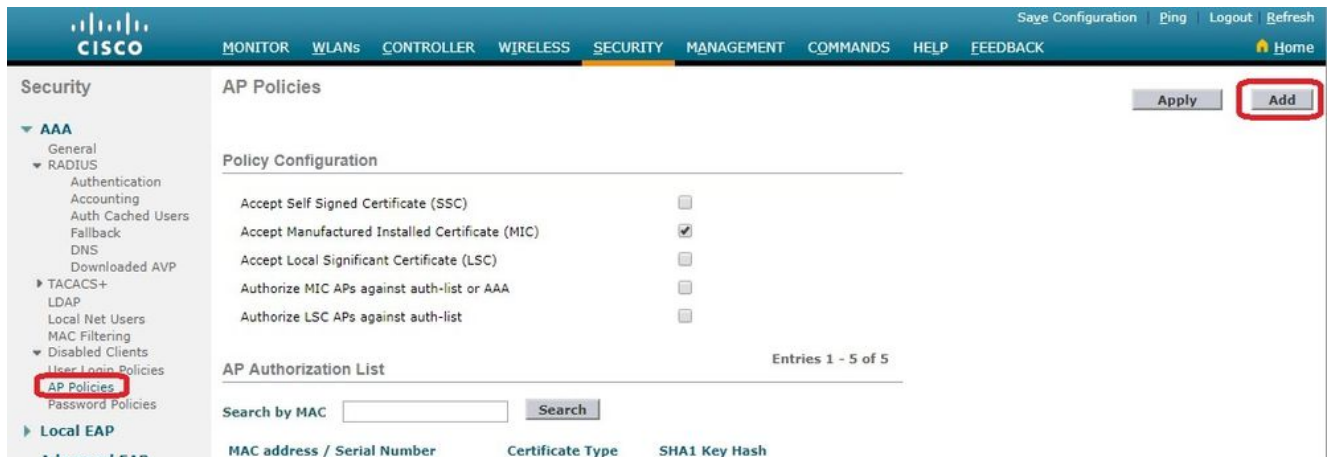 Save Configuration Ping Logout Refresh
CISCO MONITOR WLANs CONTROLLER WIRELESS SECURITY MANAGEMENT COMMANDS HELP FEEDBACK Home
Security
AAA
General
RADIUS
Authentication
Accounting
Auth Cached Users
Fallback
DNS
Downloaded AVP
TACACS+
LDAP
Local Net Users
MAC Filtering
Disabled Clients
User Login Policies
AP Policies
Password Policies
Local EAP
AP Policies
Apply Add
Policy Configuration
Accept Self Signed Certificate (SSC)
Accept Manufactured Installed Certificate (MIC)
Accept Local Significant Certificate (LSC)
Authorize MIC APs against auth-list or AAA
Authorize LSC APs against auth-list
AP Authorization List Entries 1 - 5 of 5
Search by MAC Search
MAC address / Serial Number Certificate Type SHA1 Key Hash